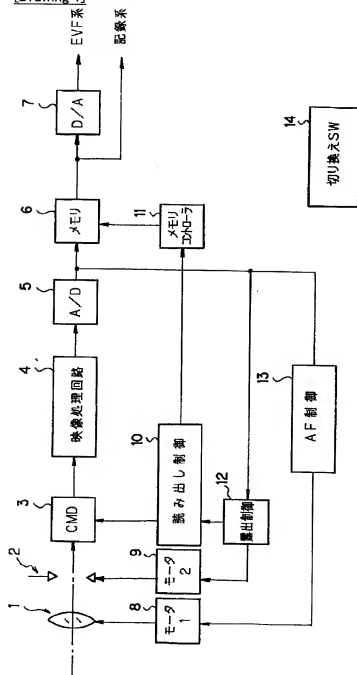 [Drawing 1]
EVF系
記録系
7
D/A
6
メモリ
11
メモリ
コントローラ
14
切り換えSW
5
A/D
4
映像処理回路
10
読み出し制御
13
AF制御
3
CMD
12
露出制御
2
9
モータ
2
1
8
モータ
1